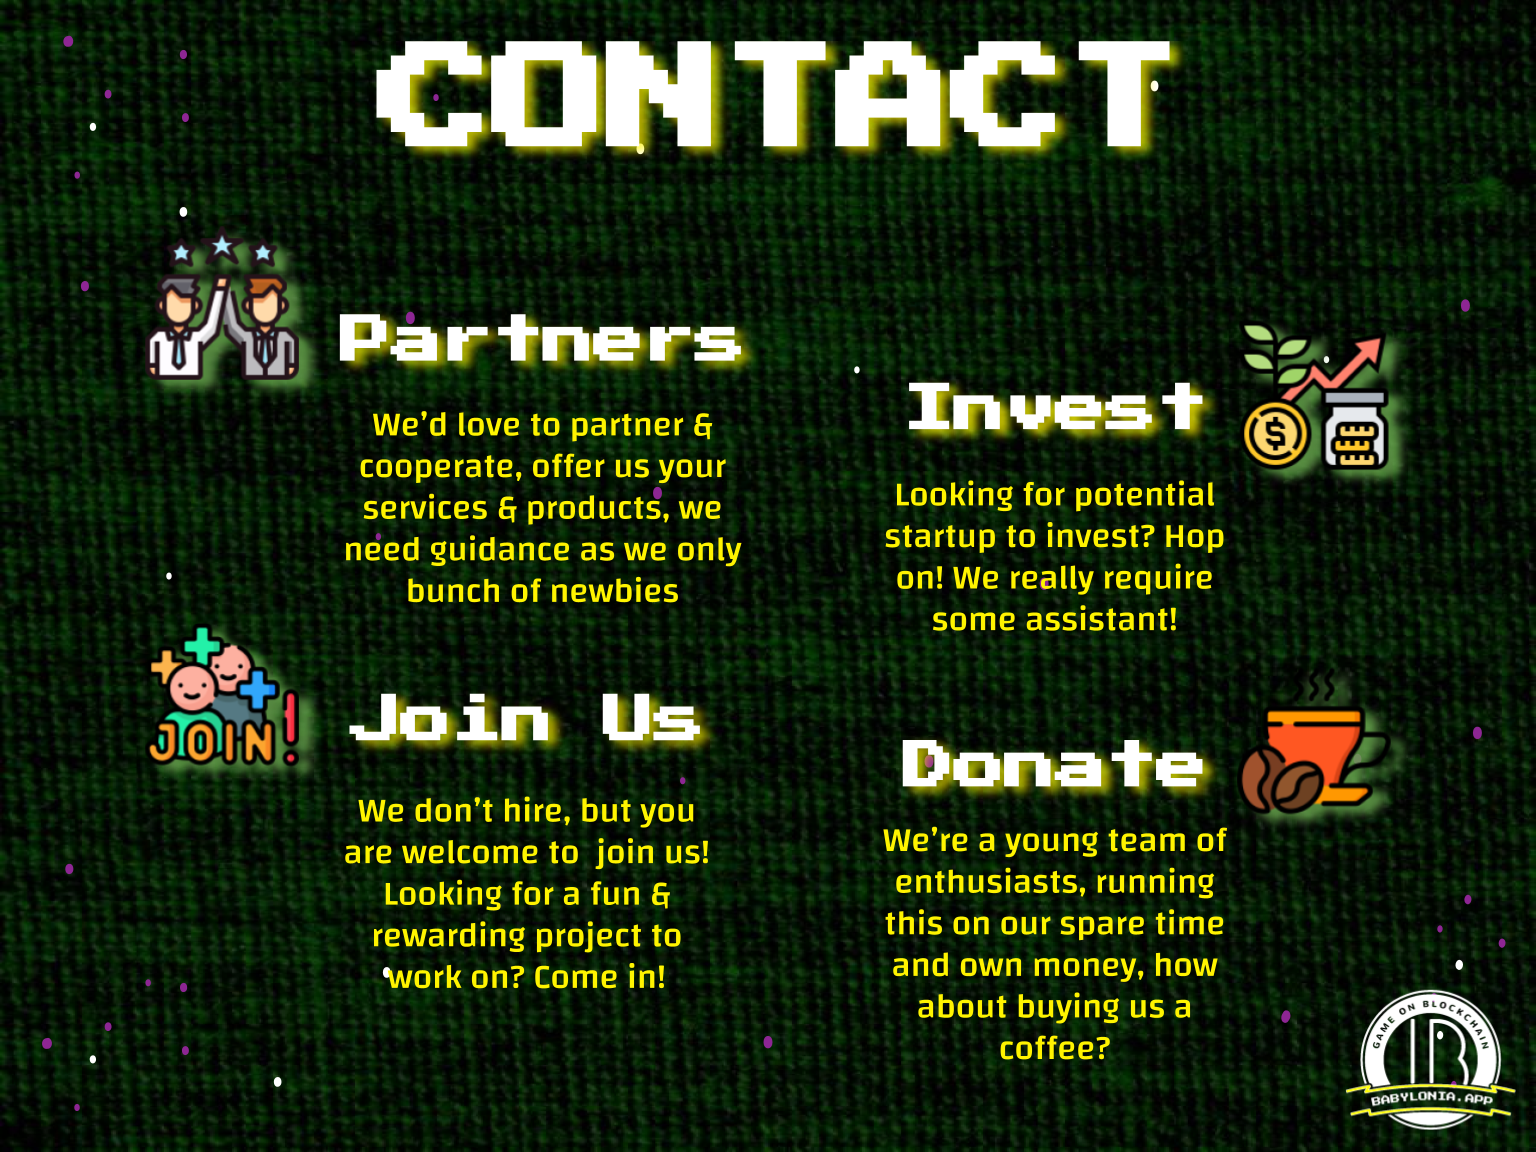 CONTACT
Partners
We'd love to partner &
cooperate, offer us your
services & products, we
need guidance as we only
bunch of newbies
Invest
Looking for potential
startup to invest? Hop
on! We really require
some assistant!
JOIN!
Join Us
We don't hire, but you
are welcome to  join us!
Looking for a fun &
rewarding project to
work on? Come in!
Donate
We're a young team of
enthusiasts, running
this on our spare time
and own money, how
about buying us a
coffee?
GAME ON BLOCKCHAIN
B
BABYLONIA.APP